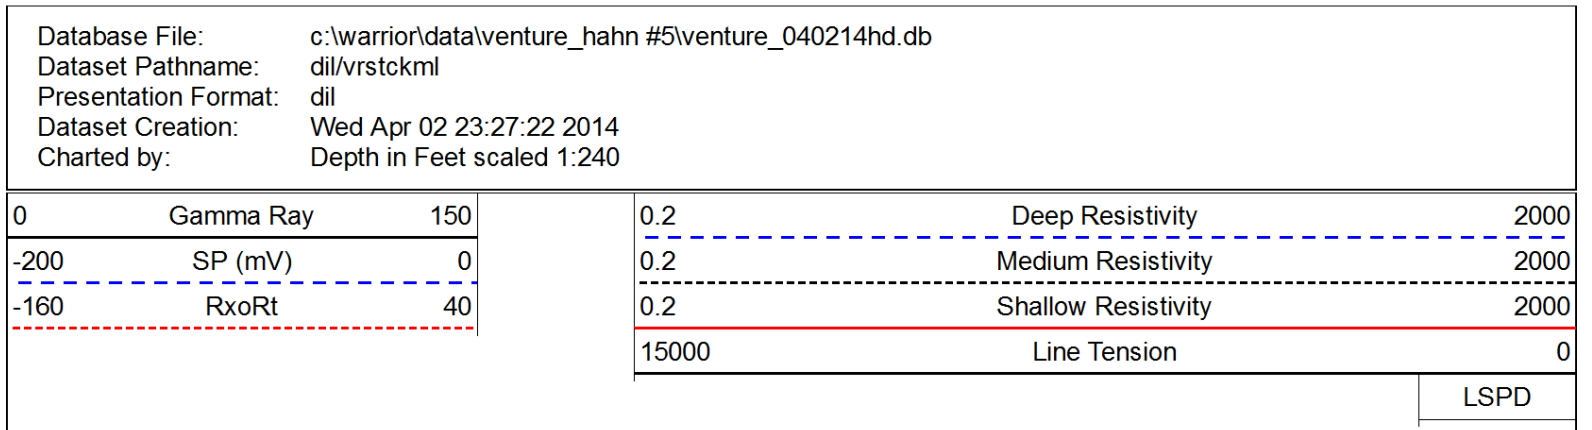 Database File: c:\warrior\data\venture_hahn #5\venture_040214hd.db
Dataset Pathname: dil/vrstckml
Presentation Format: dil
Dataset Creation: Wed Apr 02 23:27:22 2014
Charted by: Depth in Feet scaled 1:240
0 Gamma Ray 150 0.2 Deep Resistivity 2000
-200 SP (mV) 0 0.2 Medium Resistivity 2000
-160 RxoRt 40 0.2 Shallow Resistivity 2000
15000 Line Tension 0
LSPD